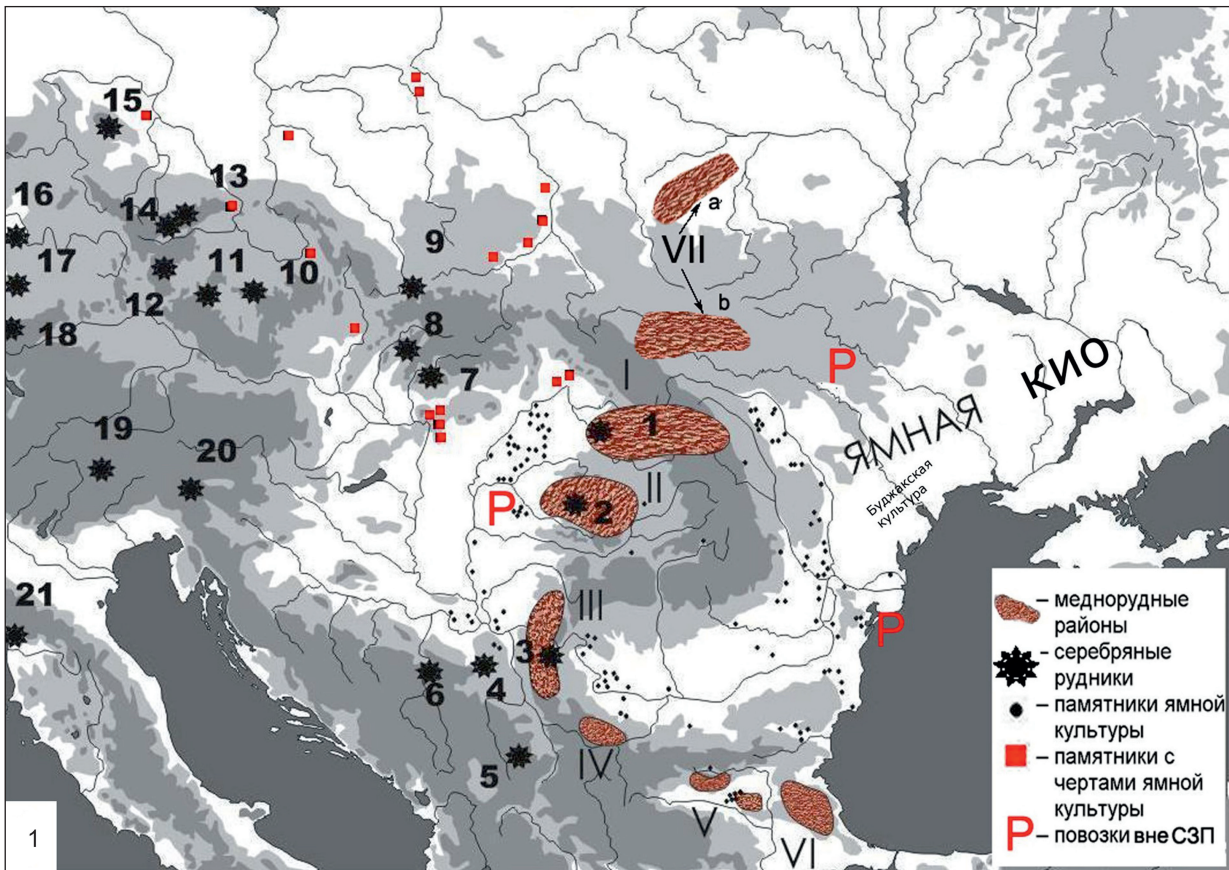 15
16
13
14
a
VII
17
11
10
9
12
b
18
8
P
КИО
7
I
ЯМНАЯ
19
1
20
Буджакская
культура
P
2
II
21
III
P
3
6
4
5
IV
V
VI
1
– меднорудные
районы
– серебряные
рудники
– памятники ямной
культуры
– памятники с
чертами ямной
культуры
P – повозки вне СЗП